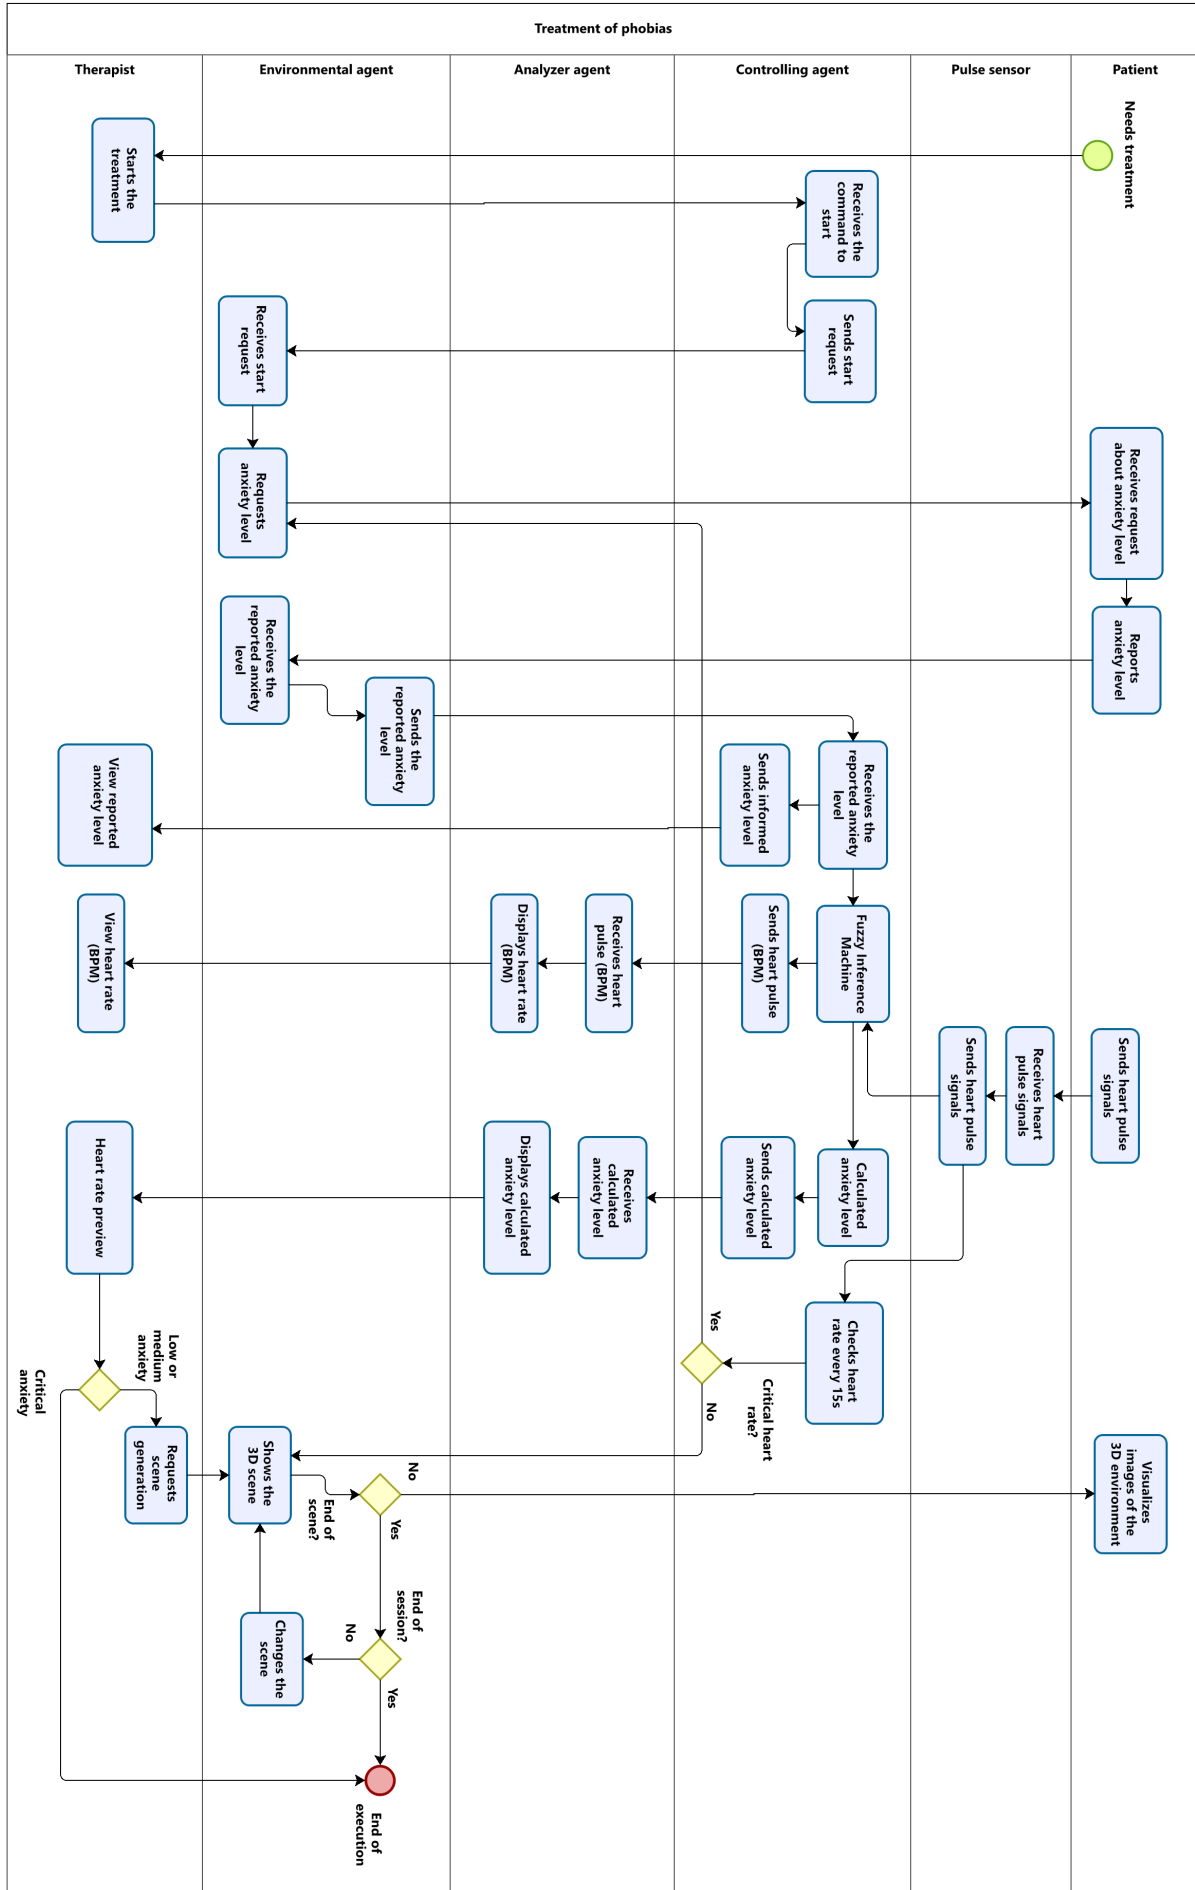 Treatment of phobias
Therapist
Environmental agent
Analyzer agent
Controlling agent
Pulse sensor
Patient
Needs treatment
Starts the
treatment
Receives the
command to
start
Sends start
request
Receives start
request
Requests
anxiety level
Receives request
about anxiety level
Reports
anxiety level
Receives the
reported anxiety
level
Sends the
reported anxiety
level
Receives the
reported anxiety
level
Sends informed
anxiety level
View reported
anxiety level
Fuzzy Inference
Machine
Sends heart pulse
(BPM)
Receives heart
pulse (BPM)
Displays heart rate
(BPM)
View heart rate
(BPM)
Sends heart pulse
signals
Receives heart
pulse signals
Sends heart pulse
signals
Calculated
anxiety level
Sends calculated
anxiety level
Receives
calculated
anxiety level
Displays calculated
anxiety level
Heart rate preview
Checks heart
rate every 15s
Critical heart
rate?
Yes
No
Low or
medium
anxiety
Critical
anxiety
Requests
scene
generation
Shows the
3D scene
End of
scene?
No
Yes
Visualizes
images of the
3D environment
End of
session?
No
Yes
Changes the
scene
End of
execution